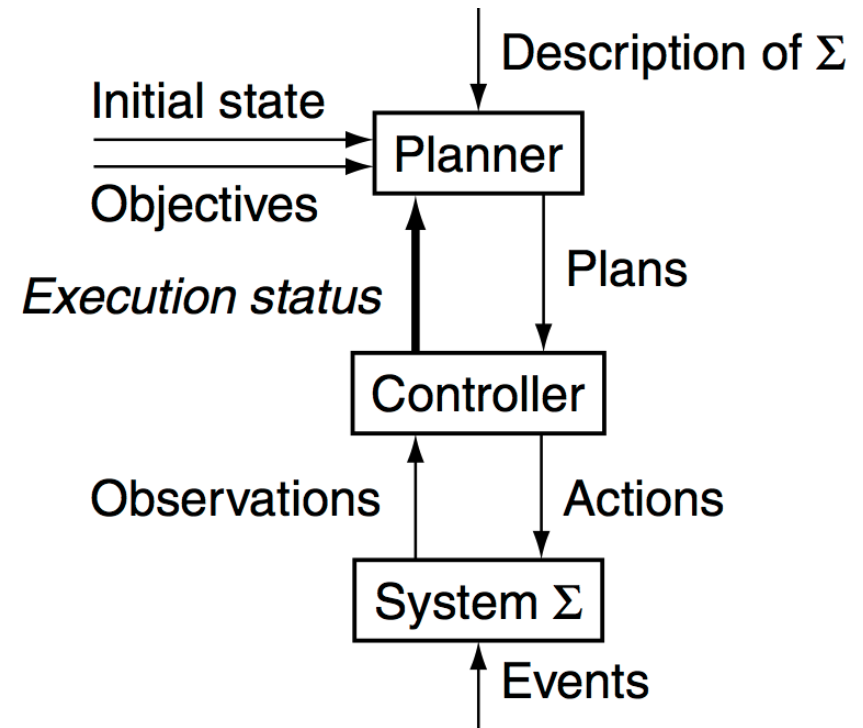 Description of Σ
Initial state
Planner
Objectives
Execution status
Plans
Controller
Observations
Actions
System Σ
Events